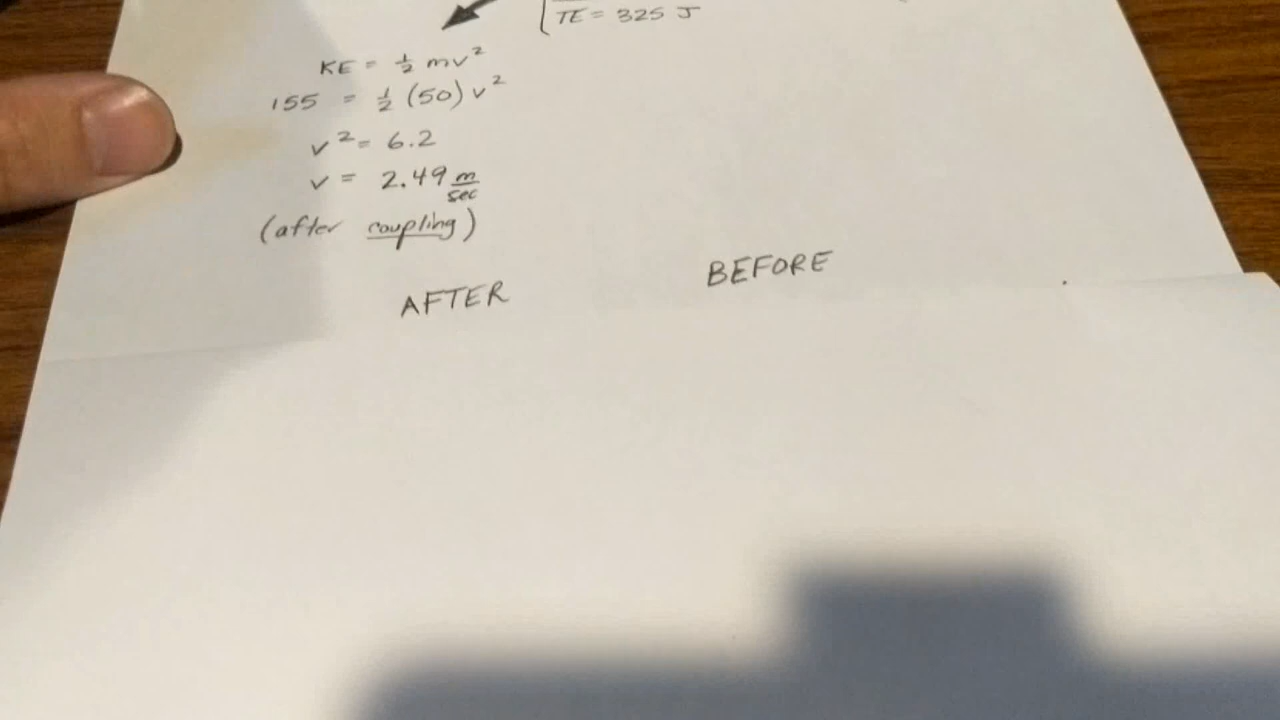 TE = 325 J
KE = ½ mv²
155 = ½ (50) v²
v² = 6.2
v = 2.49 m/sec
(after coupling)
AFTER BEFORE